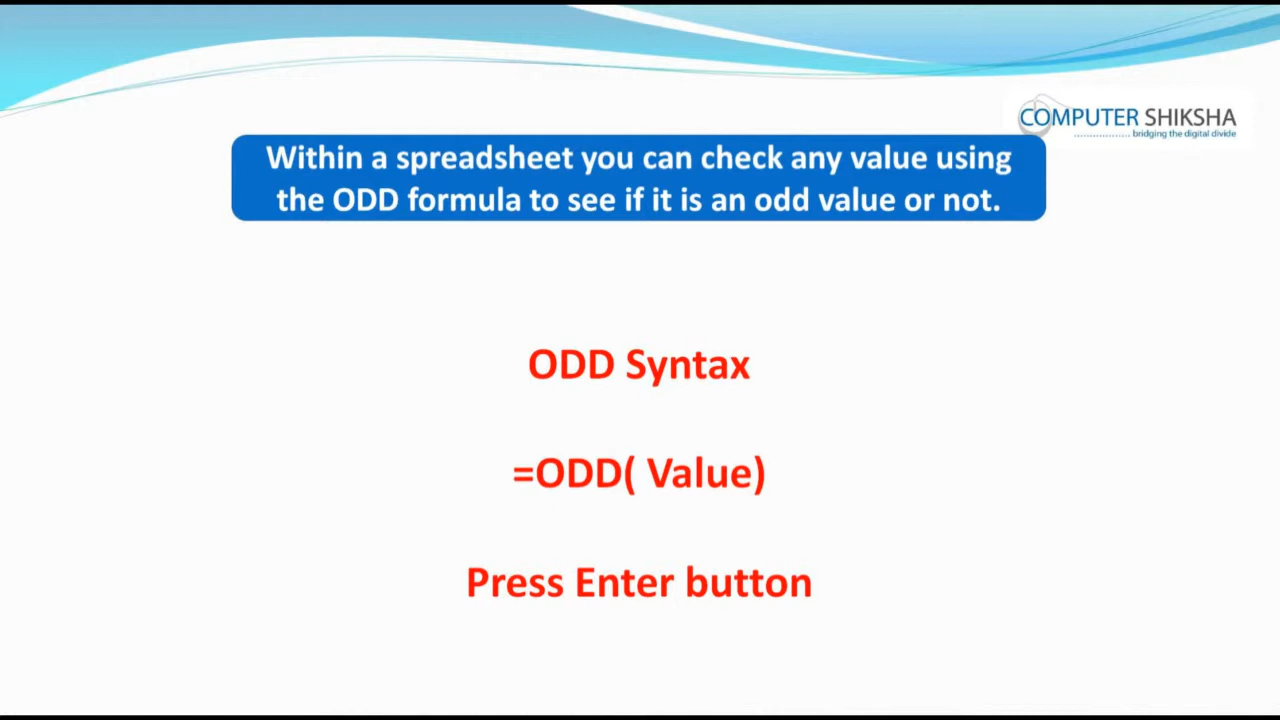 COMPUTER SHIKSHA
bridging the digital divide
Within a spreadsheet you can check any value using
the ODD formula to see if it is an odd value or not.
ODD Syntax
=ODD( Value)
Press Enter button